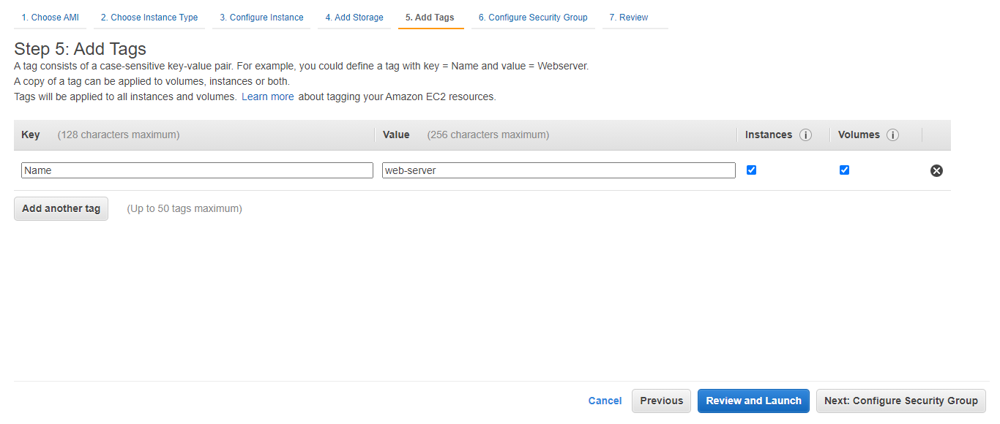 1. Choose AMI 2. Choose Instance Type 3. Configure Instance 4. Add Storage 5. Add Tags 6. Configure Security Group 7. Review
Step 5: Add Tags
A tag consists of a case-sensitive key-value pair. For example, you could define a tag with key = Name and value = Webserver.
A copy of a tag can be applied to volumes, instances or both.
Tags will be applied to all instances and volumes. Learn more about tagging your Amazon EC2 resources.
Key (128 characters maximum) Value (256 characters maximum) Instances i Volumes i
Name web-server
Add another tag (Up to 50 tags maximum)
Cancel Previous Review and Launch Next: Configure Security Group